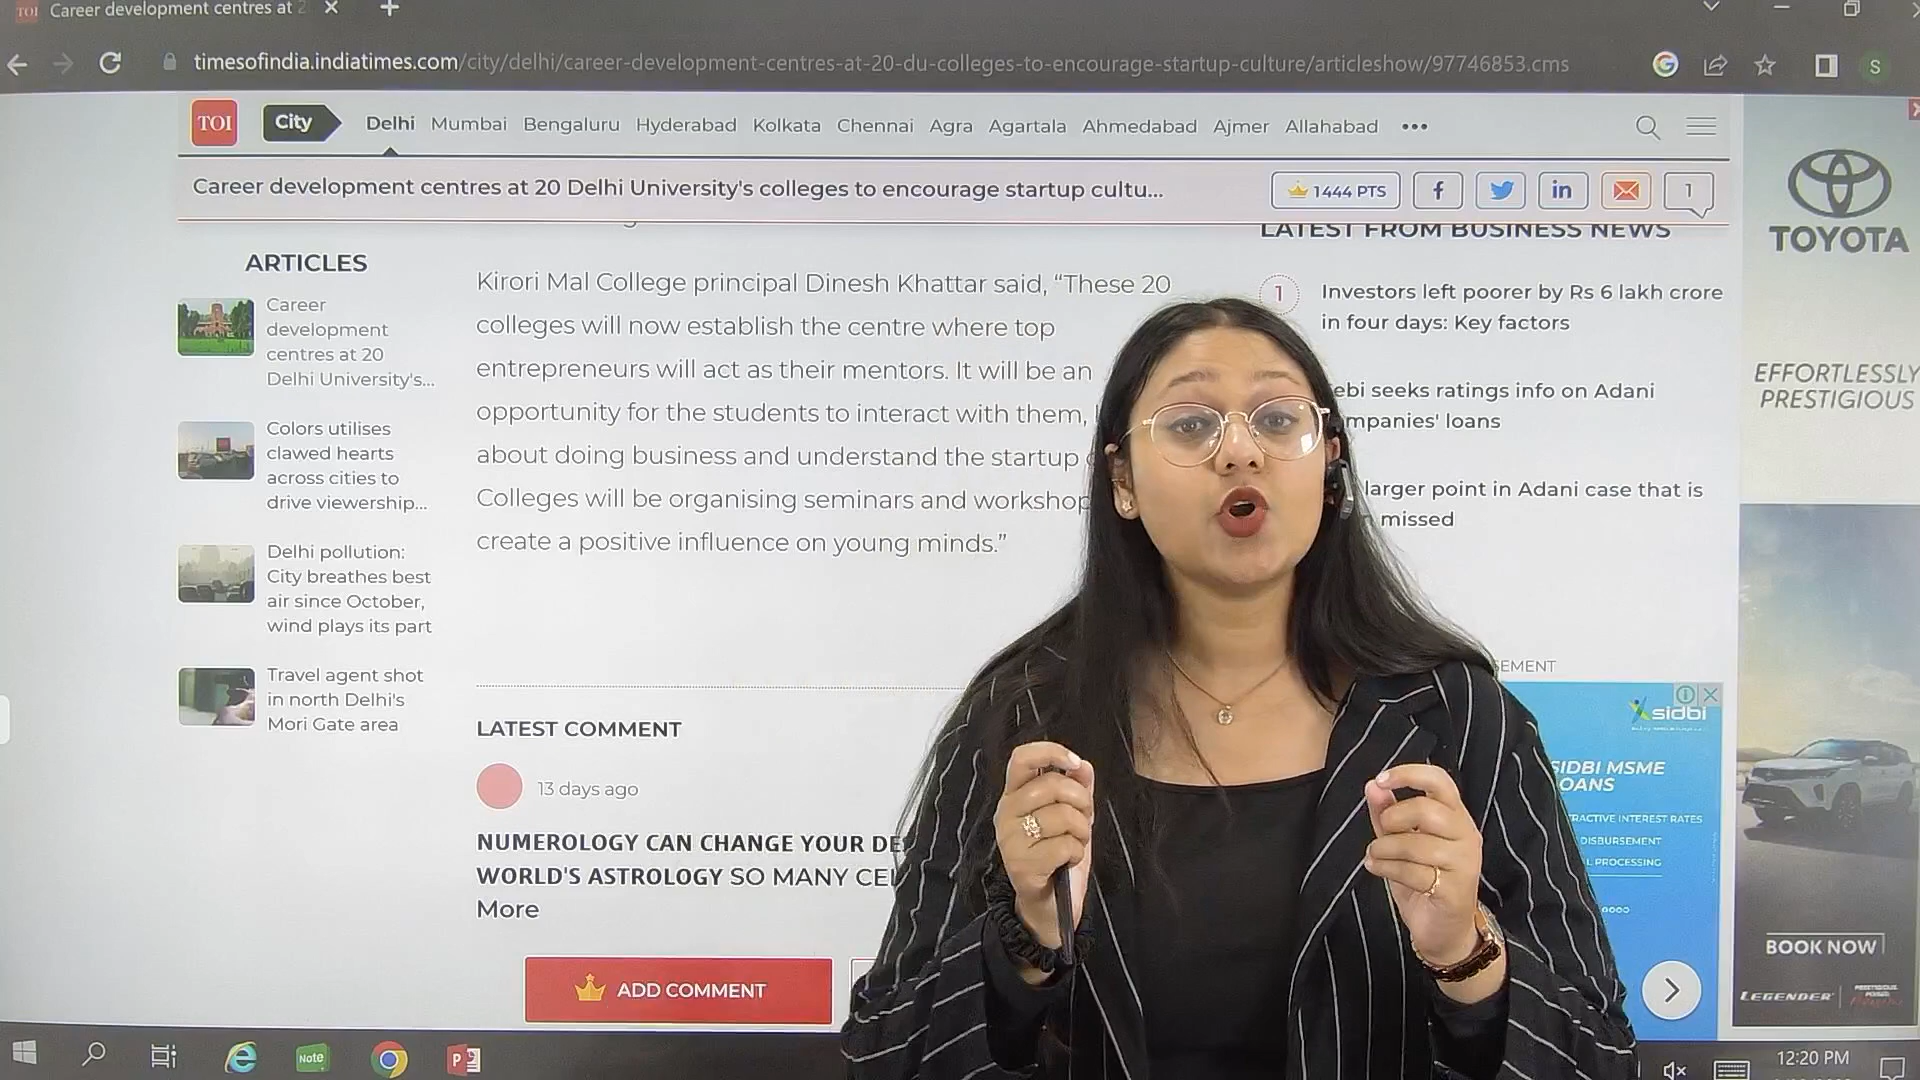 TOI Career development centres at 2
timesofindia.indiatimes.com/city/delhi/career-development-centres-at-20-du-colleges-to-encourage-startup-culture/articleshow/97746853.cms
S
TOI City Delhi Mumbai Bengaluru Hyderabad Kolkata Chennai Agra Agartala Ahmedabad Ajmer Allahabad
Career development centres at 20 Delhi University's colleges to encourage startup cultu...
1444 PTS
f
in
1
ARTICLES
Career
development
centres at 20
Delhi University's...
Colors utilises
clawed hearts
across cities to
drive viewership...
Delhi pollution:
City breathes best
air since October,
wind plays its part
Travel agent shot
in north Delhi's
Mori Gate area
Kirori Mal College principal Dinesh Khattar said, “These 20
colleges will now establish the centre where top
entrepreneurs will act as their mentors. It will be an
opportunity for the students to interact with them,
about doing business and understand the startup
Colleges will be organising seminars and workshop
create a positive influence on young minds.”
LATEST COMMENT
13 days ago
NUMEROLOGY CAN CHANGE YOUR DE
WORLD'S ASTROLOGY SO MANY CE
More
ADD COMMENT
LATEST FROM BUSINESS NEWS
1
Investors left poorer by Rs 6 lakh crore
in four days: Key factors
ebi seeks ratings info on Adani
mpanies' loans
larger point in Adani case that is
missed
SEMENT
sidbi
SIDBI MSME
OANS
RACTIVE INTEREST RATES
DISBURSEMENT
L PROCESSING
TOYOTA
EFFORTLESSLY
PRESTIGIOUS
BOOK NOW
LEGENDER
Note
P
12:20 PM